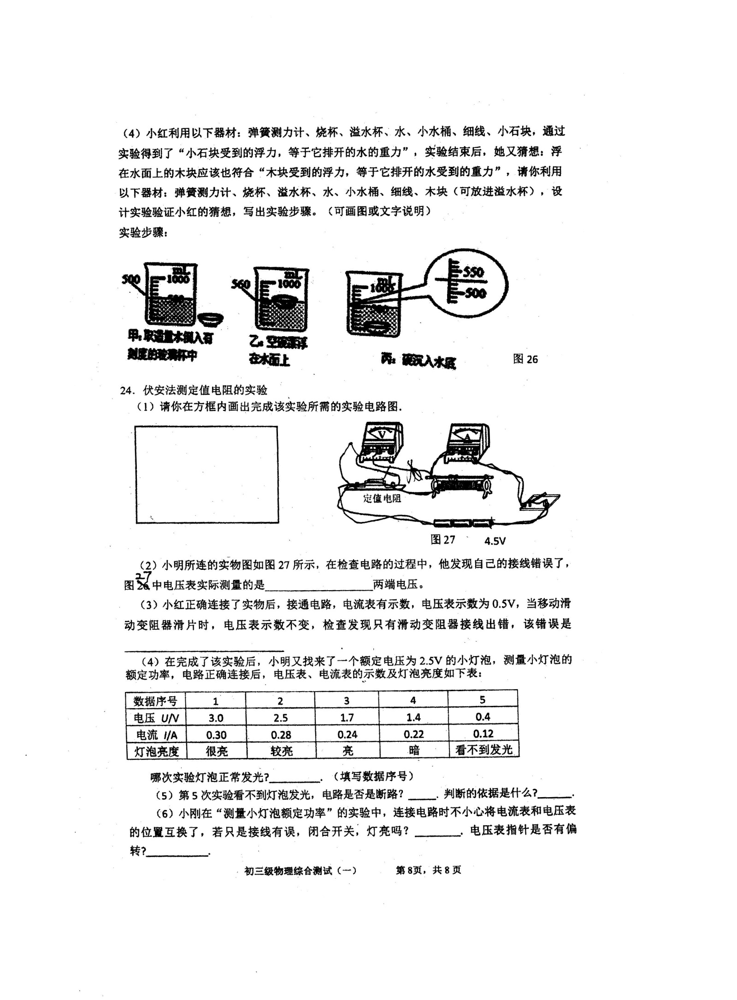 （4）小红利用以下器材：弹簧测力计、烧杯、溢水杯、水、小水桶、细线、小石块，通过
实验得到了“小石块受到的浮力，等于它排开的水的重力”，实验结束后，她又猜想：浮
在水面上的木块应该也符合“木块受到的浮力，等于它排开的水受到的重力”，请你利用
以下器材：弹簧测力计、烧杯、溢水杯、水、小水桶、细线、木块（可放进溢水杯），设
计实验验证小红的猜想，写出实验步骤。（可画图或文字说明）
实验步骤：
500 mL 1000 500
560 mL 1000
mL 1000 500 550 500
甲：取适量水倒入有
刻度的玻璃杯中
乙：空碗漂浮
在水面上
丙：碗沉入水底
图 26
24．伏安法测定值电阻的实验
（1）请你在方框内画出完成该实验所需的实验电路图．
V
A
定值电阻
图 27 4.5V
（2）小明所连的实物图如图 27 所示，在检查电路的过程中，他发现自己的接线错误了，
27
图 26 中电压表实际测量的是__________两端电压。
（3）小红正确连接了实物后，接通电路，电流表有示数，电压表示数为 0.5V，当移动滑
动变阻器滑片时，电压表示数不变，检查发现只有滑动变阻器接线出错，该错误是
__________
（4）在完成了该实验后，小明又找来了一个额定电压为 2.5V 的小灯泡，测量小灯泡的
额定功率，电路正确连接后，电压表、电流表的示数及灯泡亮度如下表：
数据序号 1 2 3 4 5
电压 U/V 3.0 2.5 1.7 1.4 0.4
电流 I/A 0.30 0.28 0.24 0.22 0.12
灯泡亮度 很亮 较亮 亮 暗 看不到发光
哪次实验灯泡正常发光?________．（填写数据序号）
（5）第 5 次实验看不到灯泡发光，电路是否是断路？____．判断的依据是什么?_____．
（6）小刚在“测量小灯泡额定功率”的实验中，连接电路时不小心将电流表和电压表
的位置互换了，若只是接线有误，闭合开关，灯亮吗？_______．电压表指针是否有偏
转?_________．
初三级物理综合测试（一） 第 8页，共 8 页